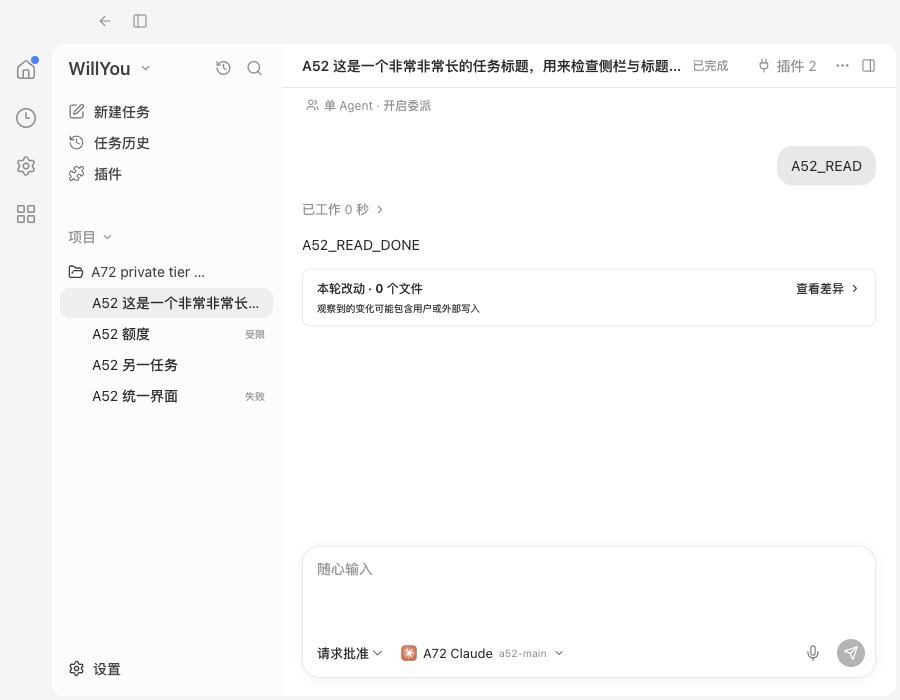 WillYou
新建任务
任务历史
插件
项目
A72 private tier ...
A52 这是一个非常非常长...
A52 额度 受限
A52 另一任务
A52 统一界面 失败
设置
A52 这是一个非常非常长的任务标题，用来检查侧栏与标题... 已完成 插件 2
单 Agent · 开启委派
A52_READ
已工作 0 秒
A52_READ_DONE
本轮改动 · 0 个文件 查看差异
观察到的变化可能包含用户或外部写入
随心输入
请求批准 A72 Claude a52-main